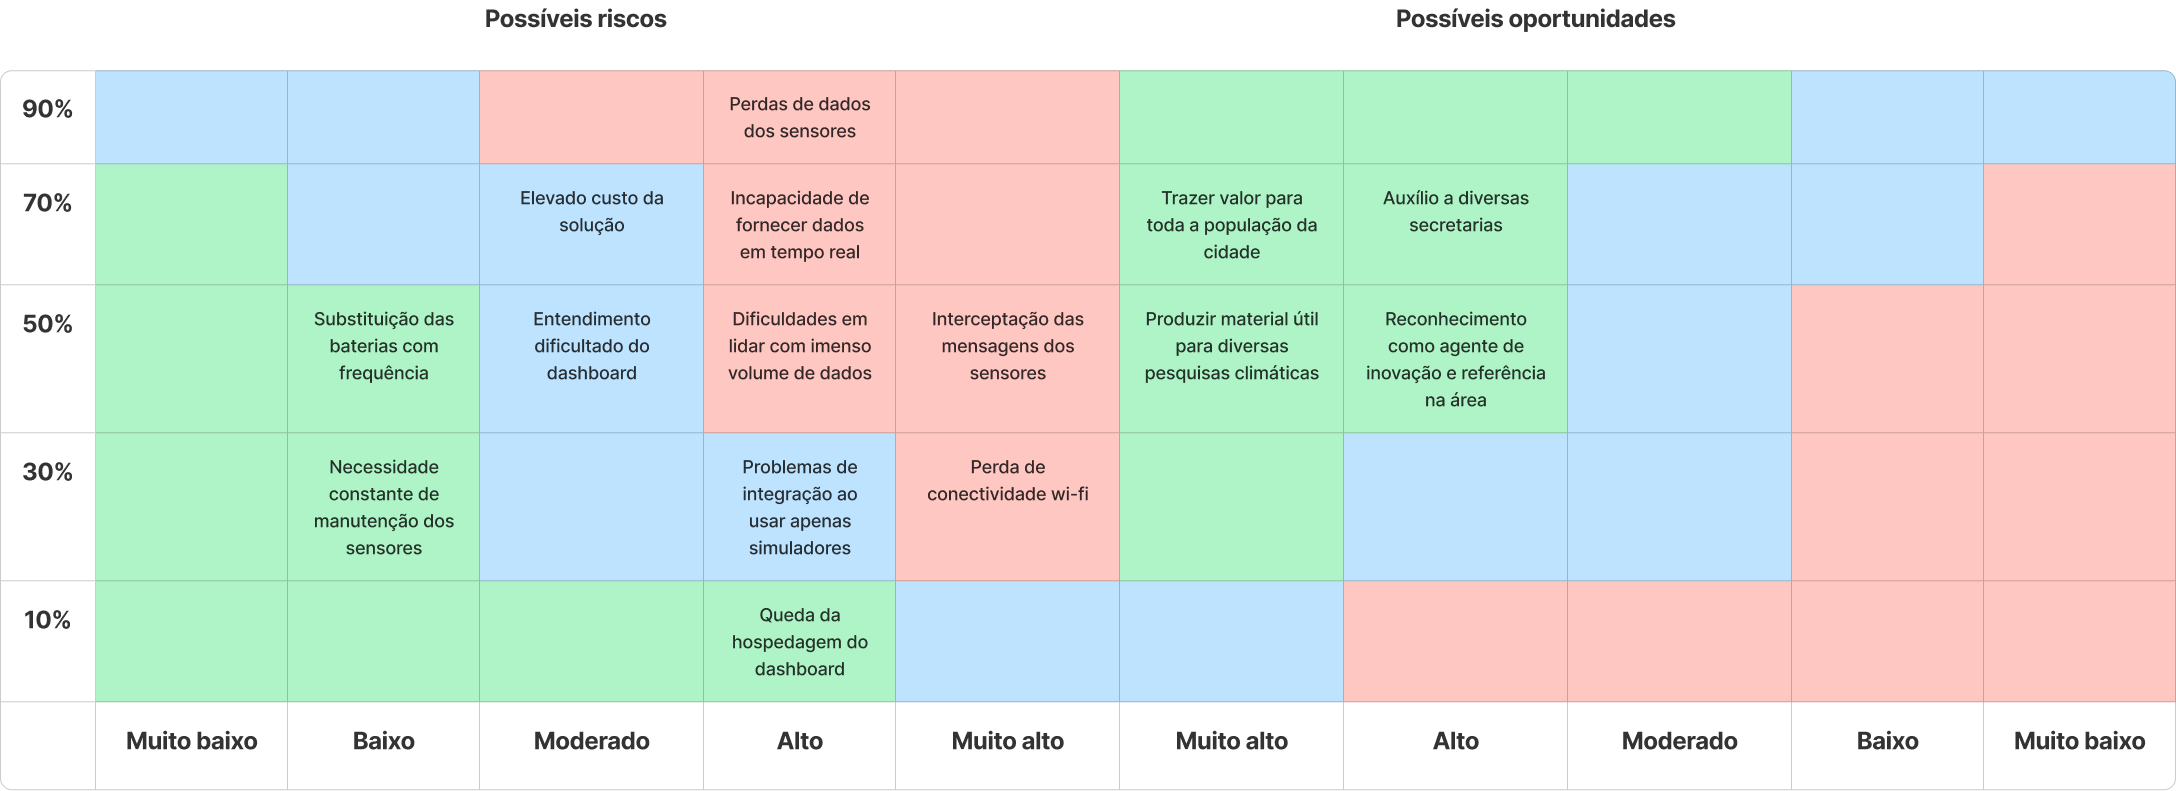 Possíveis riscos
Possíveis oportunidades
90%
Perdas de dados
dos sensores
70%
Elevado custo da
solução
Incapacidade de
fornecer dados
em tempo real
Trazer valor para
toda a população da
cidade
Auxílio a diversas
secretarias
50%
Substituição das
baterias com
frequência
Entendimento
dificultado do
dashboard
Dificuldades em
lidar com imenso
volume de dados
Interceptação das
mensagens dos
sensores
Produzir material útil
para diversas
pesquisas climáticas
Reconhecimento
como agente de
inovação e referência
na área
30%
Necessidade
constante de
manutenção dos
sensores
Problemas de
integração ao
usar apenas
simuladores
Perda de
conectividade wi-fi
10%
Queda da
hospedagem do
dashboard
Muito baixo
Baixo
Moderado
Alto
Muito alto
Muito alto
Alto
Moderado
Baixo
Muito baixo